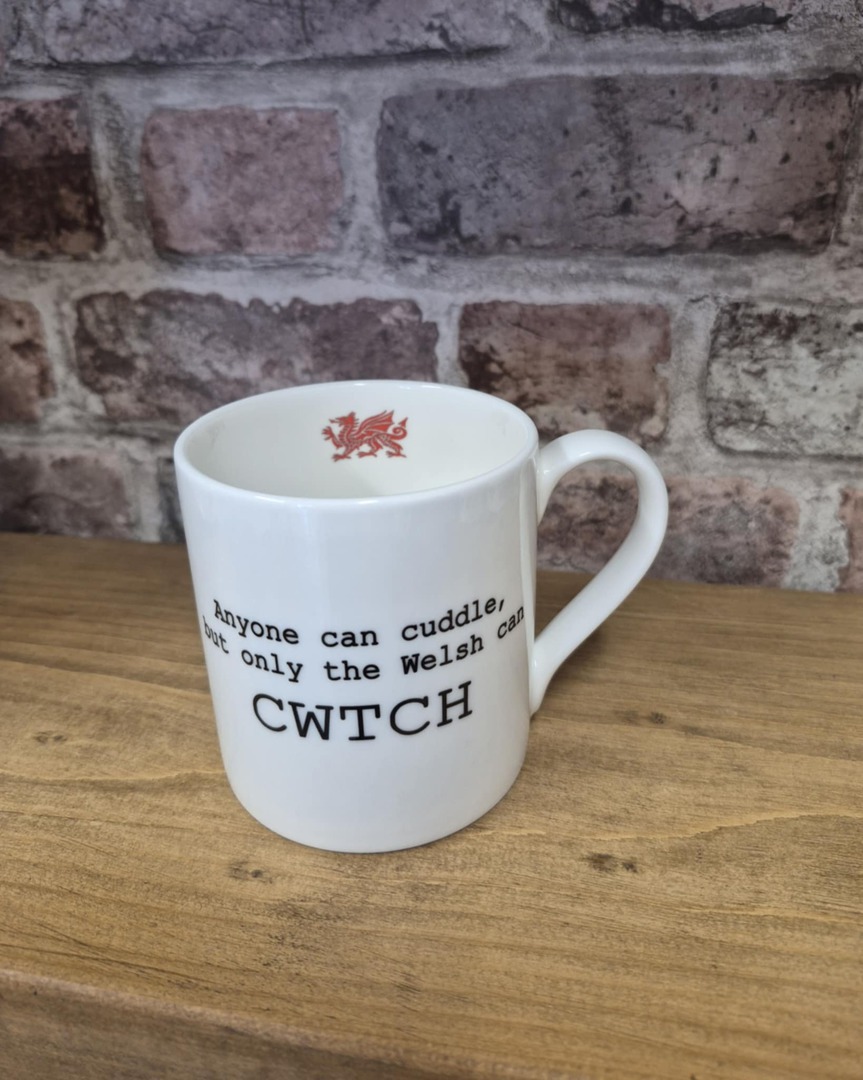 Anyone can cuddle,
but only the Welsh can
CWTCH